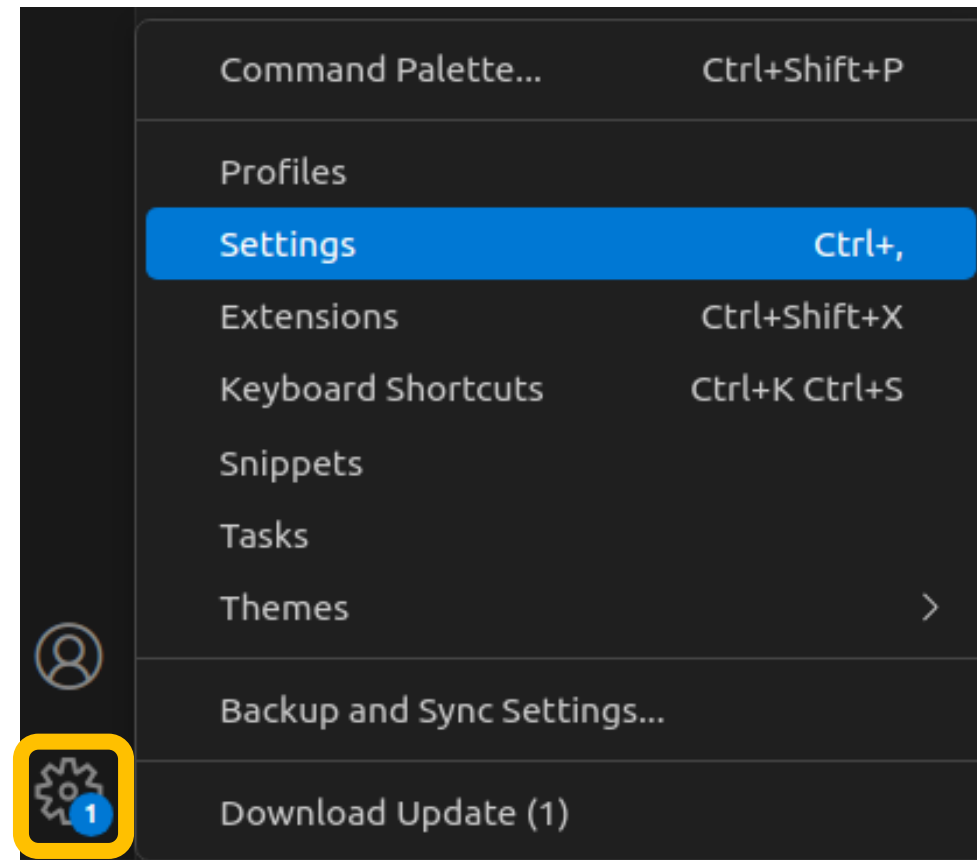 Command Palette... Ctrl+Shift+P
Profiles
Settings Ctrl+,
Extensions Ctrl+Shift+X
Keyboard Shortcuts Ctrl+K Ctrl+S
Snippets
Tasks
Themes
Backup and Sync Settings...
1
Download Update (1)